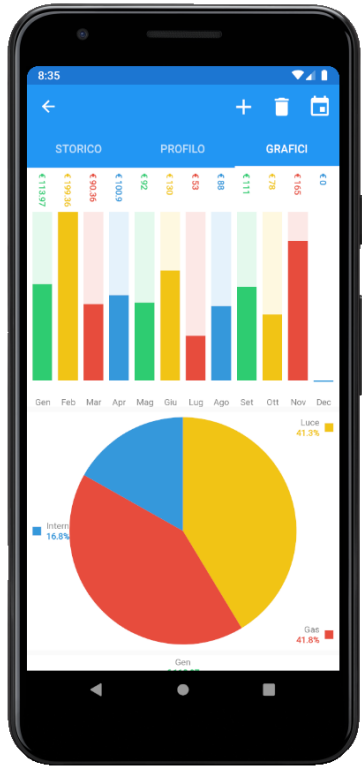 8:35
STORICO PROFILO GRAFICI
€ 113.97 € 199.36 € 90.36 € 100.9 € 92 € 130 € 53 € 88 € 111 € 78 € 165 € 0
Gen Feb Mar Apr Mag Giu Lug Ago Set Ott Nov Dec
Luce
41.3%
Intern
16.8%
Gas
41.8%
Gen